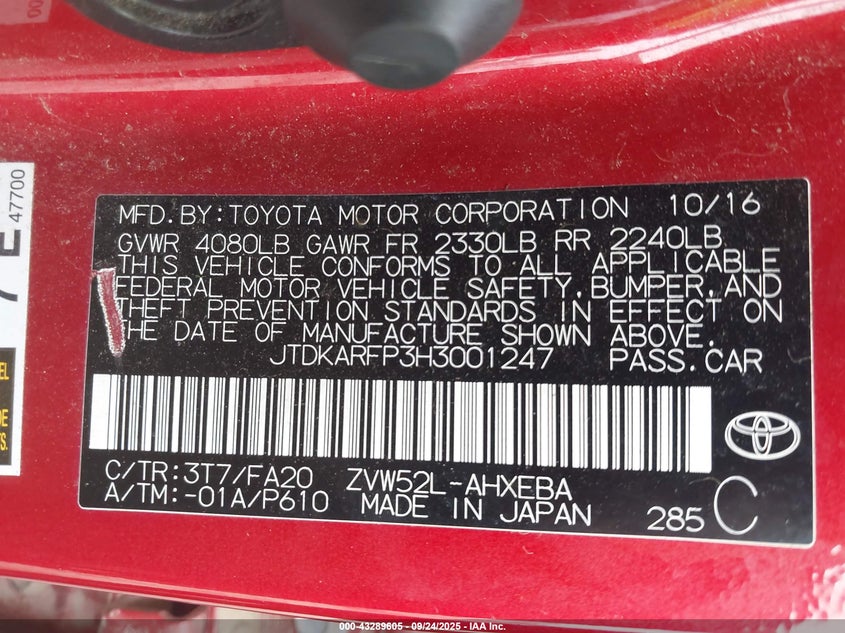 MFD.BY:TOYOTA MOTOR CORPORATION 10/16
GVWR 4080LB GAWR FR 2330LB RR 2240LB
THIS VEHICLE CONFORMS TO ALL APPLICABLE
FEDERAL MOTOR VEHICLE SAFETY,BUMPER,AND
THEFT PREVENTION STANDARDS IN EFFECT ON
THE DATE OF MANUFACTURE SHOWN ABOVE.
JTDKARFP3H3001247 PASS.CAR
C/TR:3T7/FA20 ZVW52L-AHXEBA
A/TM:-01A/P610 MADE IN JAPAN 285 C
47700
000-43289605 - 09/24/2025 - IAA Inc.